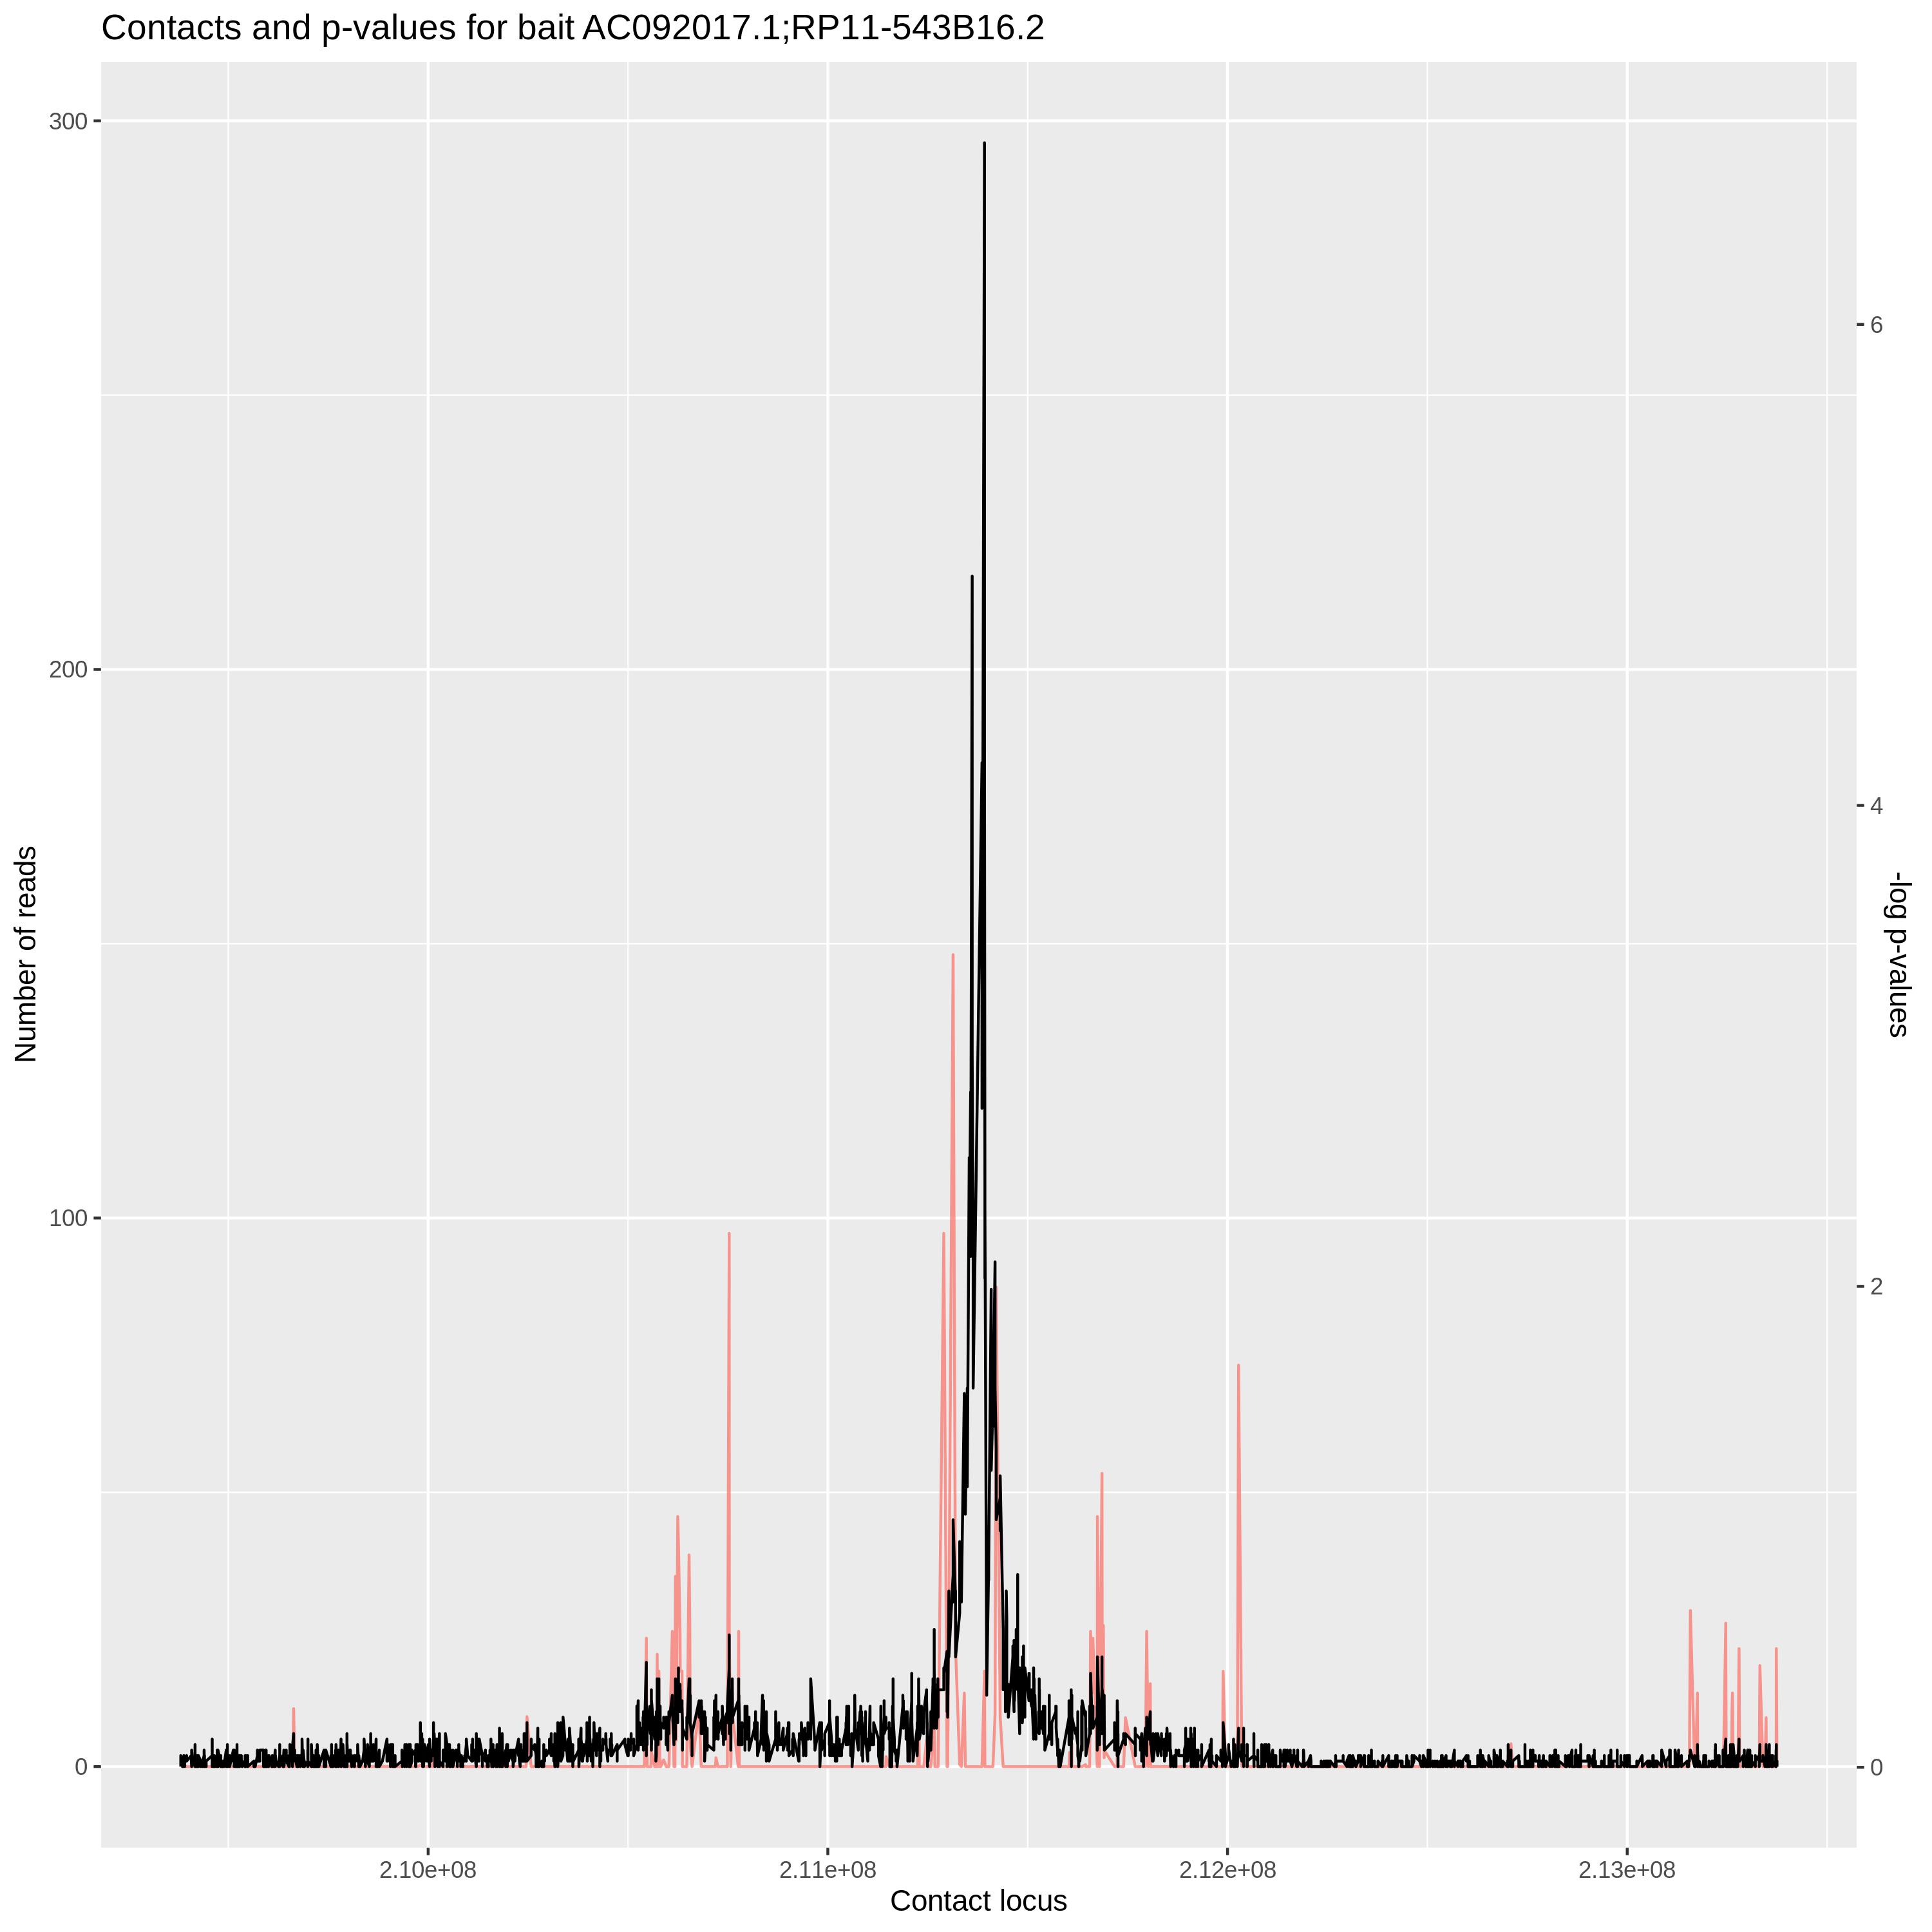 Contacts and p-values for bait AC092017.1;RP11-543B16.2
300
200
100
0
Number of reads
6
4
2
0
-log p-values
2.10e+08
2.11e+08
2.12e+08
2.13e+08
Contact locus